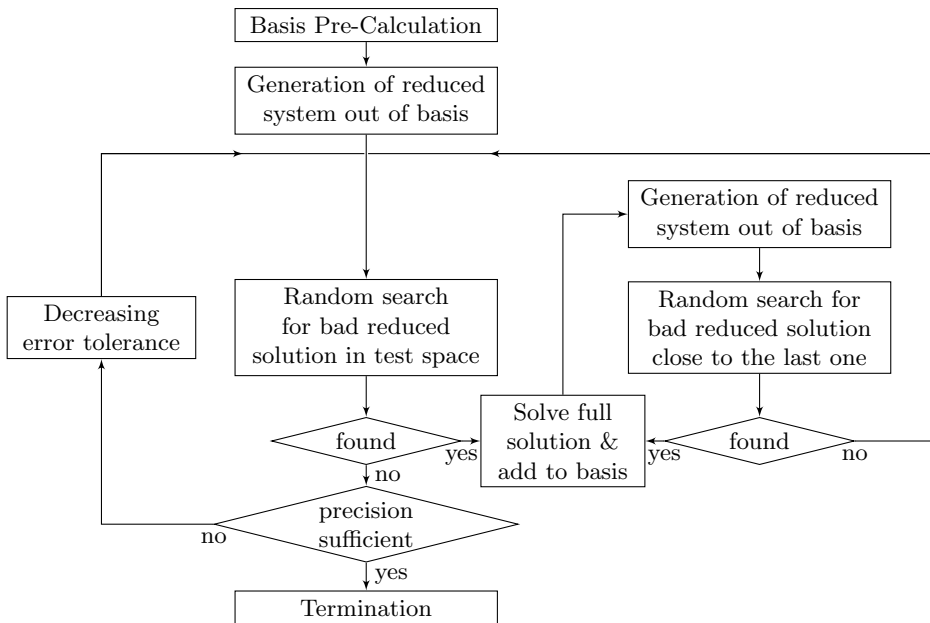 Basis Pre-Calculation
Generation of reduced
system out of basis
Generation of reduced
system out of basis
Decreasing
error tolerance
Random search
for bad reduced
solution in test space
Random search for
bad reduced solution
close to the last one
found
yes
no
Solve full
solution &
add to basis
found
yes
no
precision
sufficient
no
yes
Termination